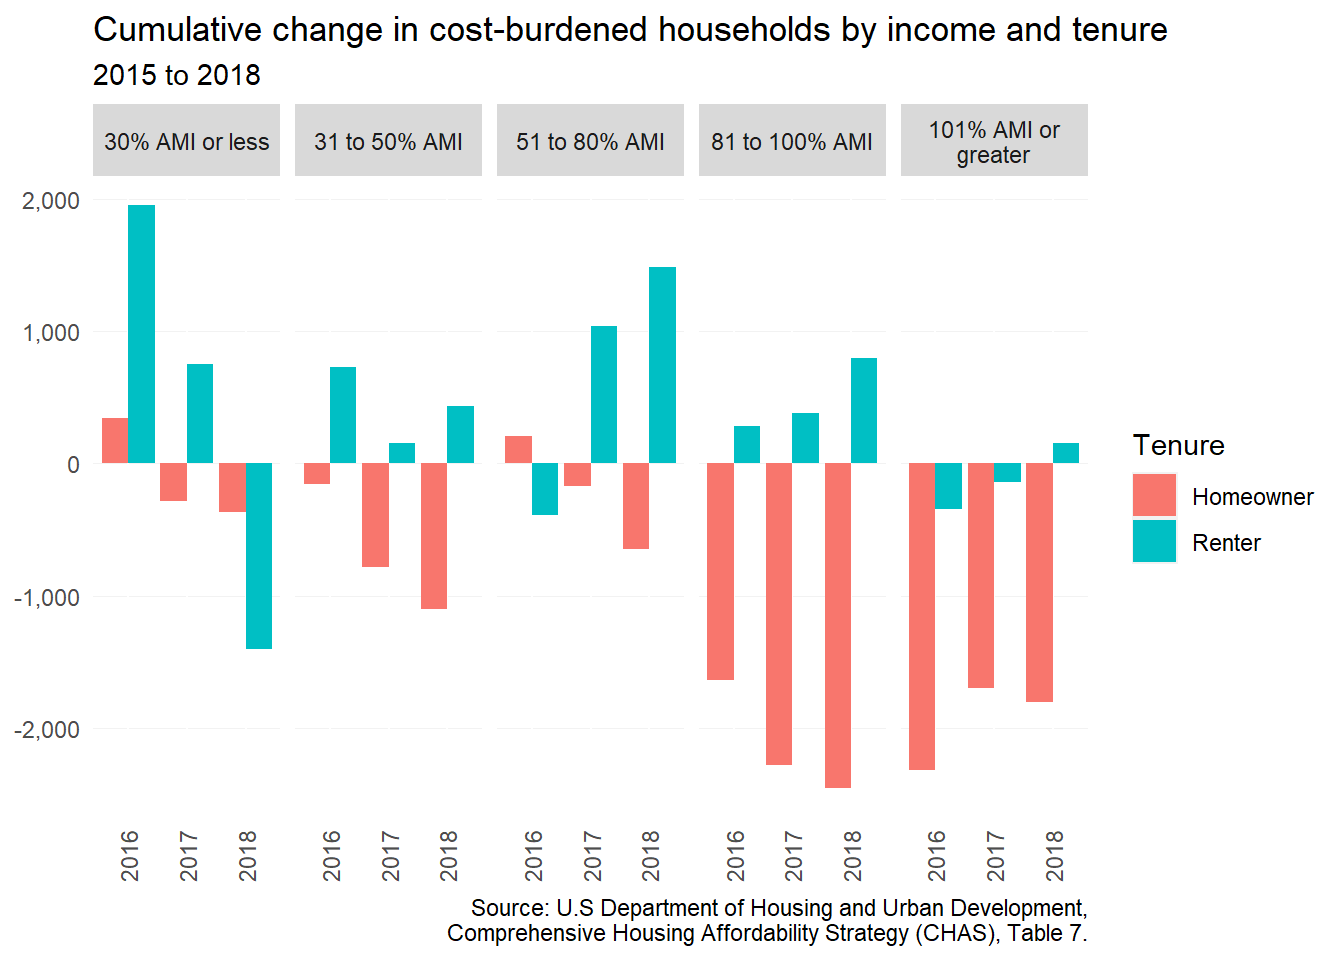 Cumulative change in cost-burdened households by income and tenure
2015 to 2018
30% AMI or less
31 to 50% AMI
51 to 80% AMI
81 to 100% AMI
101% AMI or
greater
2,000
1,000
0
-1,000
-2,000
2016
2017
2018
2016
2017
2018
2016
2017
2018
2016
2017
2018
2016
2017
2018
Tenure
Homeowner
Renter
Source: U.S Department of Housing and Urban Development,
Comprehensive Housing Affordability Strategy (CHAS), Table 7.